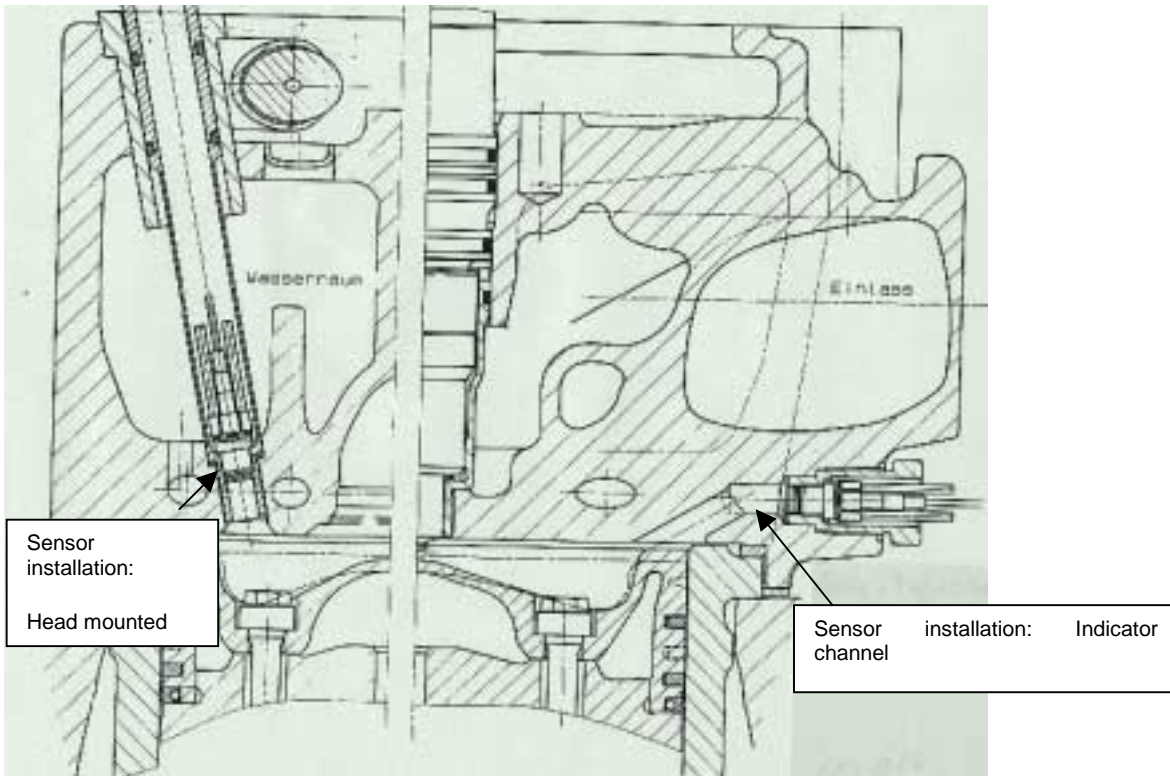 Wasserraum
Einlass
Sensor
installation:
Head mounted
Sensor installation: Indicator
channel